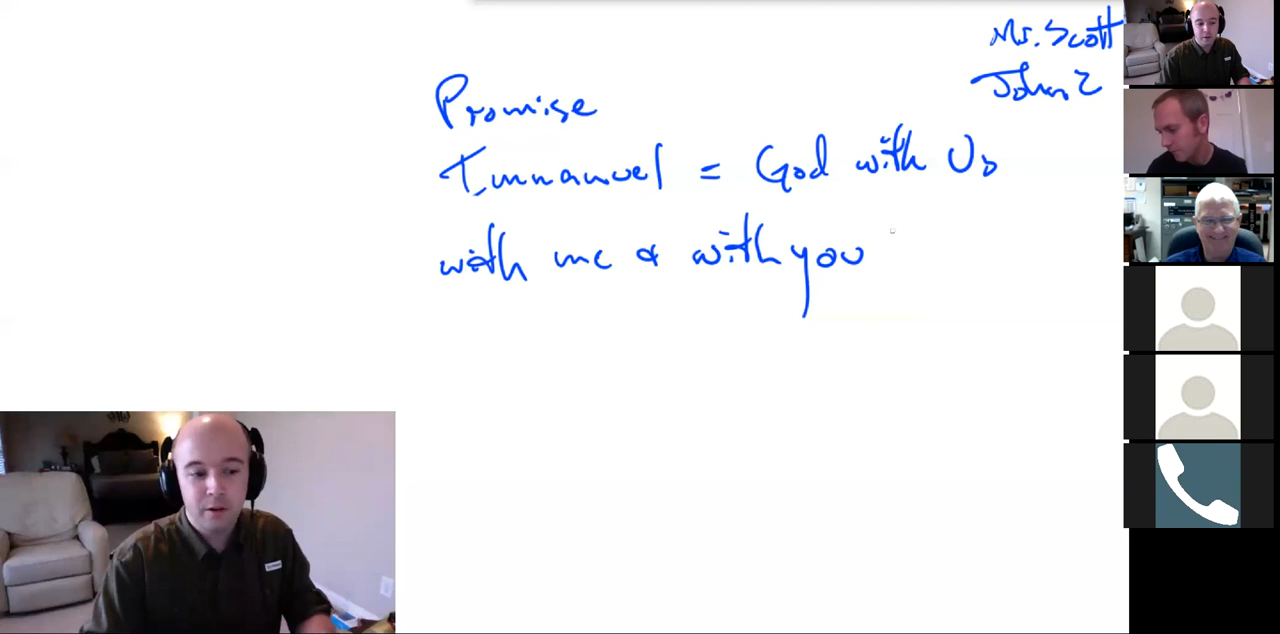 Mr. Scott
John 2
Promise
Immanuel = God with Us
with me & with you